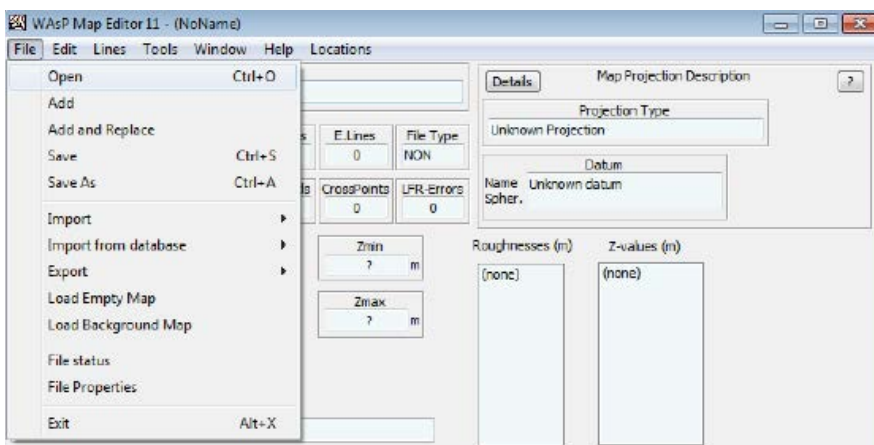 WAsP Map Editor 11 - (NoName)
File Edit Lines Tools Window Help Locations
Open Ctrl+O
Add
Add and Replace
Save Ctrl+S
Save As Ctrl+A
Import
Import from database
Export
Load Empty Map
Load Background Map
File status
File Properties
Exit Alt+X
E.Lines File Type
0 NON
CrossPoints LFR-Errors
0 0
Zmin
? m
Zmax
? m
Details Map Projection Description ?
Projection Type
Unknown Projection
Datum
Name Unknown datum
Spher.
Roughnesses (m) Z-values (m)
(none) (none)